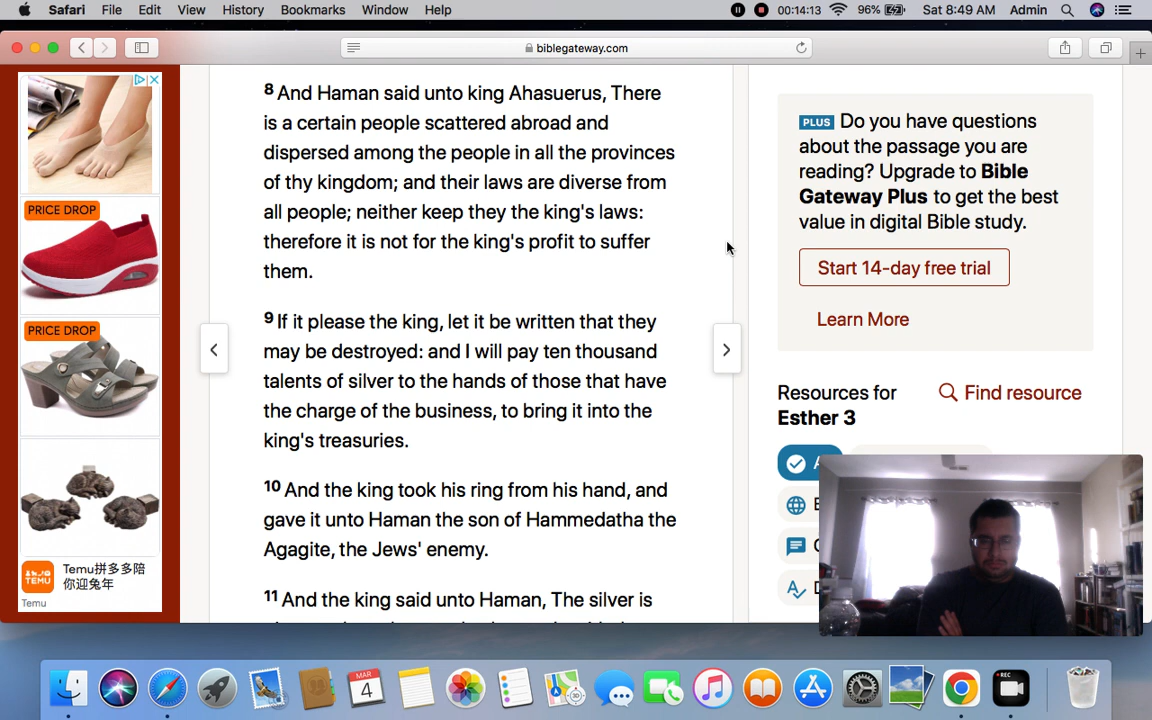 Safari File Edit View History Bookmarks Window Help 00:14:13 96% Sat 8:49 AM Admin
biblegateway.com
PRICE DROP
PRICE DROP
Temu拼多多陪
你迎兔年
TEMU
Temu
8 And Haman said unto king Ahasuerus, There
is a certain people scattered abroad and
dispersed among the people in all the provinces
of thy kingdom; and their laws are diverse from
all people; neither keep they the king's laws:
therefore it is not for the king's profit to suffer
them.
9 If it please the king, let it be written that they
may be destroyed: and I will pay ten thousand
talents of silver to the hands of those that have
the charge of the business, to bring it into the
king's treasuries.
10 And the king took his ring from his hand, and
gave it unto Haman the son of Hammedatha the
Agagite, the Jews' enemy.
11 And the king said unto Haman, The silver is
PLUS Do you have questions
about the passage you are
reading? Upgrade to Bible
Gateway Plus to get the best
value in digital Bible study.
Start 14-day free trial
Learn More
Resources for
Esther 3
Find resource
MAR
4
REC